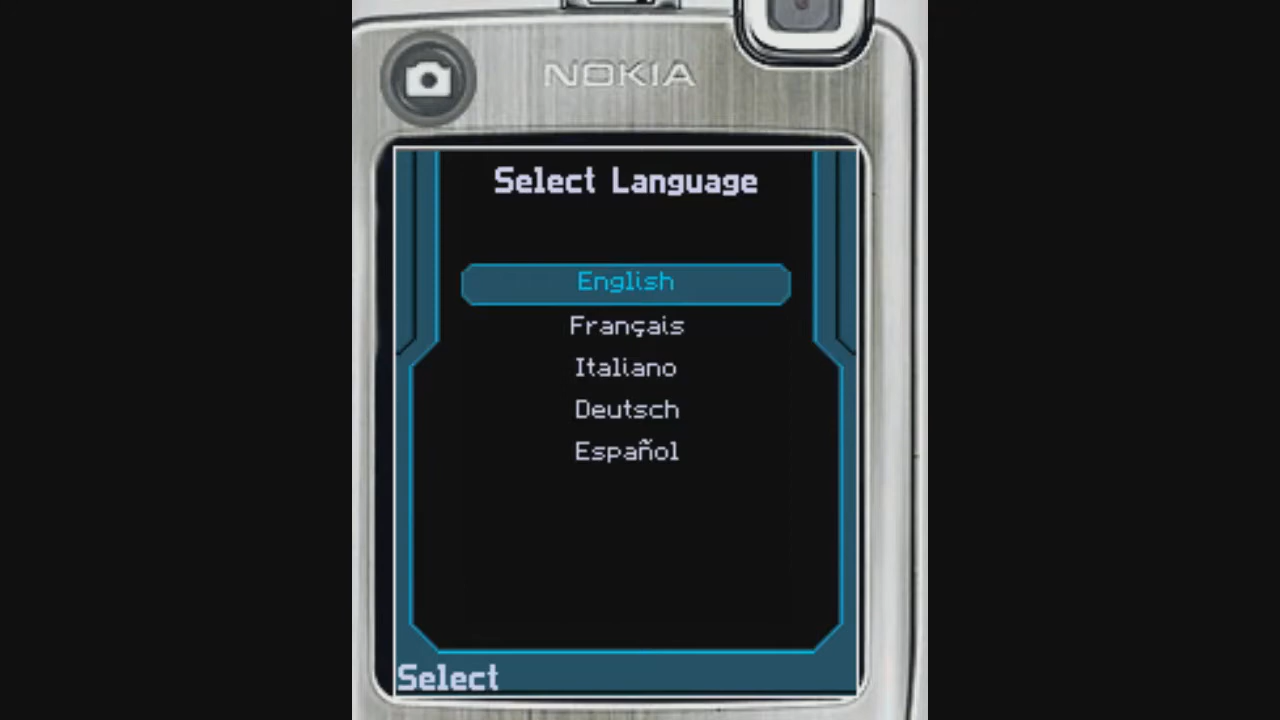 NOKIA
Select Language
English
Français
Italiano
Deutsch
Español
Select